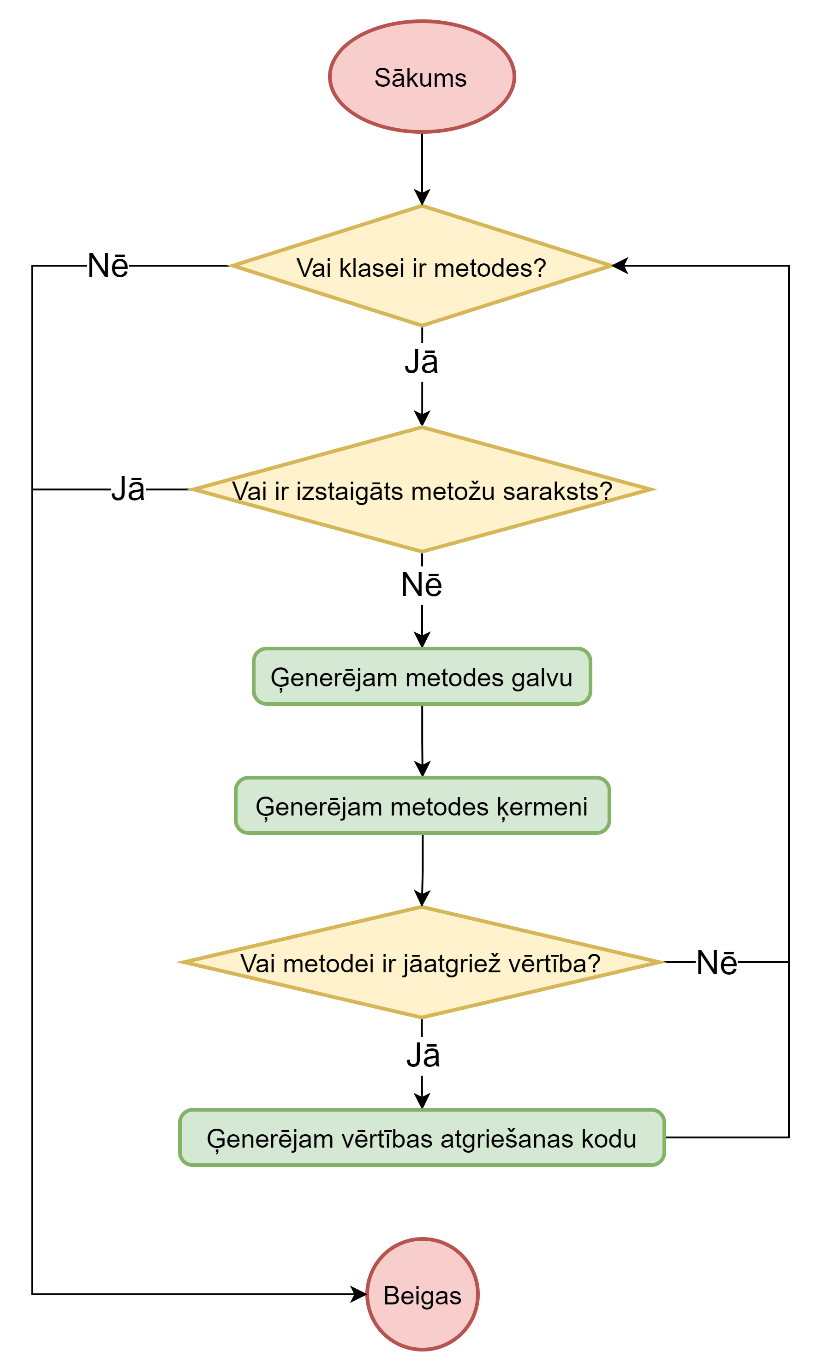 Sākums
Vai klasei ir metodes?
Nē
Jā
Vai ir izstaigāts metožu saraksts?
Jā
Nē
Ģenerējam metodes galvu
Ģenerējam metodes ķermeni
Vai metodei ir jāatgriež vērtība?
Nē
Jā
Ģenerējam vērtības atgriešanas kodu
Beigas